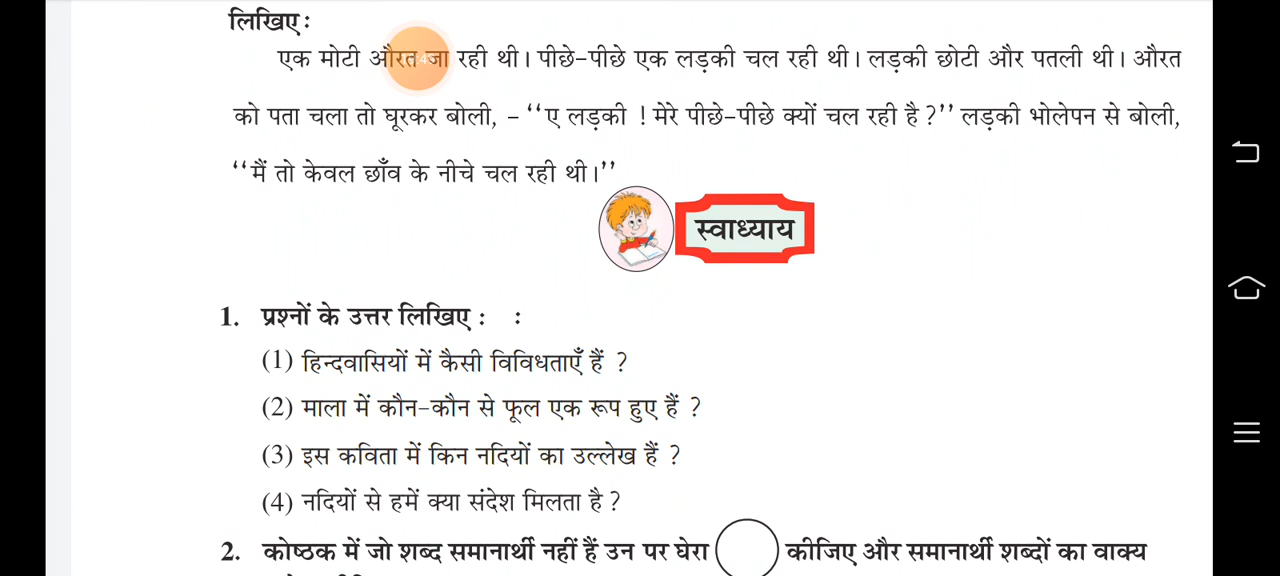 लिखिए :
एक मोटी औरत जा रही थी। पीछे-पीछे एक लड़की चल रही थी। लड़की छोटी और पतली थी। औरत
को पता चला तो घूरकर बोली, - ‘‘ए लड़की ! मेरे पीछे-पीछे क्यों चल रही है ?’’ लड़की भोलेपन से बोली,
‘‘मैं तो केवल छाँव के नीचे चल रही थी।’’
स्वाध्याय
1. प्रश्नों के उत्तर लिखिए : :
(1) हिन्दवासियों में कैसी विविधताएँ हैं ?
(2) माला में कौन-कौन से फूल एक रूप हुए हैं ?
(3) इस कविता में किन नदियों का उल्लेख हैं ?
(4) नदियों से हमें क्या संदेश मिलता है ?
2. कोष्ठक में जो शब्द समानार्थी नहीं हैं उन पर घेरा कीजिए और समानार्थी शब्दों का वाक्य